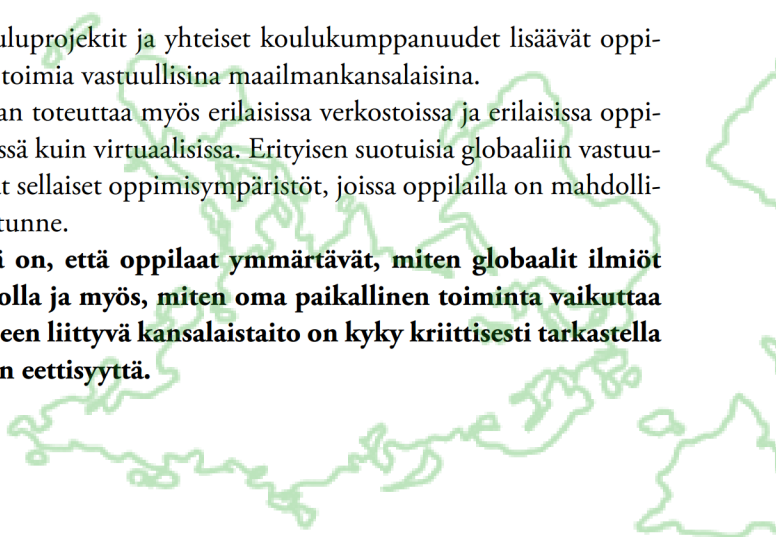 uluprojektit ja yhteiset koulukumppanuudet lisäävät oppi-
toimia vastuullisina maailmankansalaisina.
an toteuttaa myös erilaisissa verkostoissa ja erilaisissa oppi-
ssä kuin virtuaalisissa. Erityisen suotuisia globaaliin vastuu-
t sellaiset oppimisympäristöt, joissa oppilailla on mahdolli-
tunne.
ä on, että oppilaat ymmärtävät, miten globaalit ilmiöt
olla ja myös, miten oma paikallinen toiminta vaikuttaa
een liittyvä kansalaistaito on kyky kriittisesti tarkastella
n eettisyyttä.